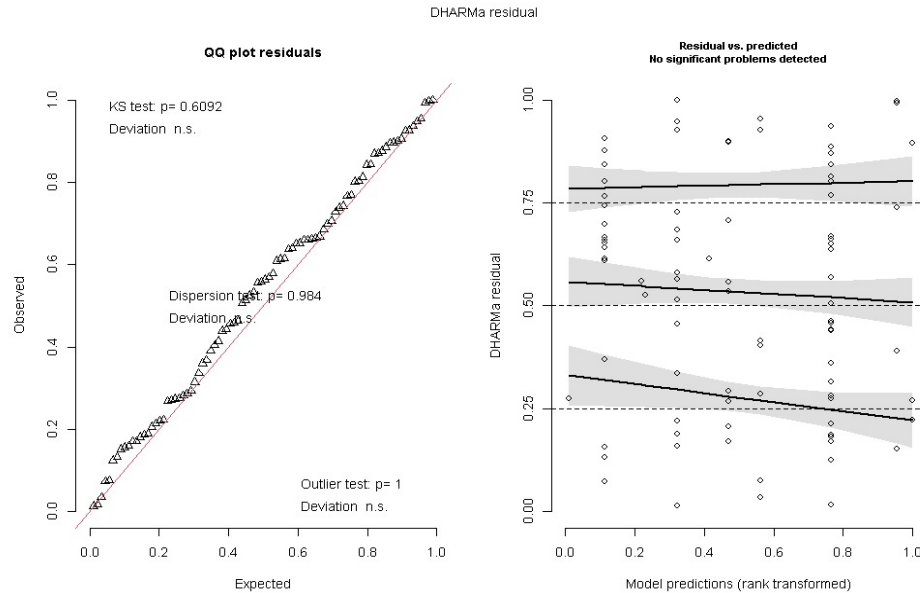 DHARMa residual
QQ plot residuals
KS test: p= 0.6092
Deviation n.s.
Dispersion test: p= 0.984
Deviation n.s.
Outlier test: p= 1
Deviation n.s.
Observed
0.0 0.2 0.4 0.6 0.8 1.0
0.0 0.2 0.4 0.6 0.8 1.0
Expected
Residual vs. predicted
No significant problems detected
DHARMa residual
0.00 0.25 0.50 0.75 1.00
0.0 0.2 0.4 0.6 0.8 1.0
Model predictions (rank transformed)